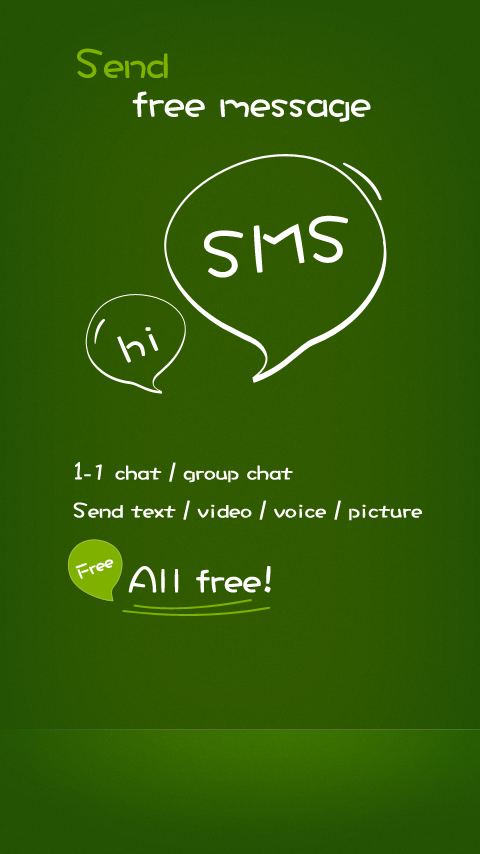 Send
free message
SMS
hi
1-1 chat / group chat
Send text / video / voice / picture
Free
All free!